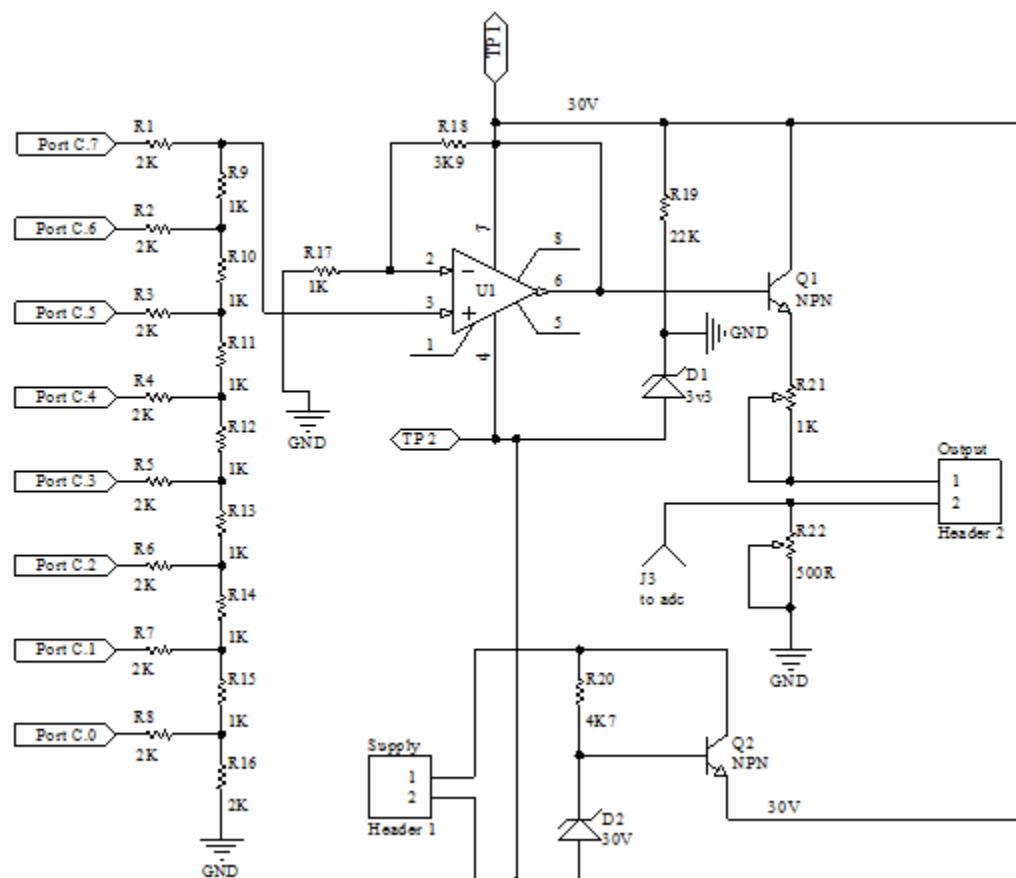 TP1
30V
Port C.7
R1
2K
R9
1K
Port C.6
R2
2K
R10
1K
Port C.5
R3
2K
R11
1K
Port C.4
R4
2K
R12
1K
Port C.3
R5
2K
R13
1K
Port C.2
R6
2K
R14
1K
Port C.1
R7
2K
R15
1K
Port C.0
R8
2K
R16
2K
GND
R18
3K9
R17
1K
GND
2
3
7
8
U1
6
5
1
4
TP2
R19
22K
GND
D1
3v3
Q1
NPN
R21
1K
Output
1
2
Header 2
R22
500R
J3
to adc
GND
R20
4K7
Q2
NPN
30V
Supply
1
2
Header 1
D2
30V